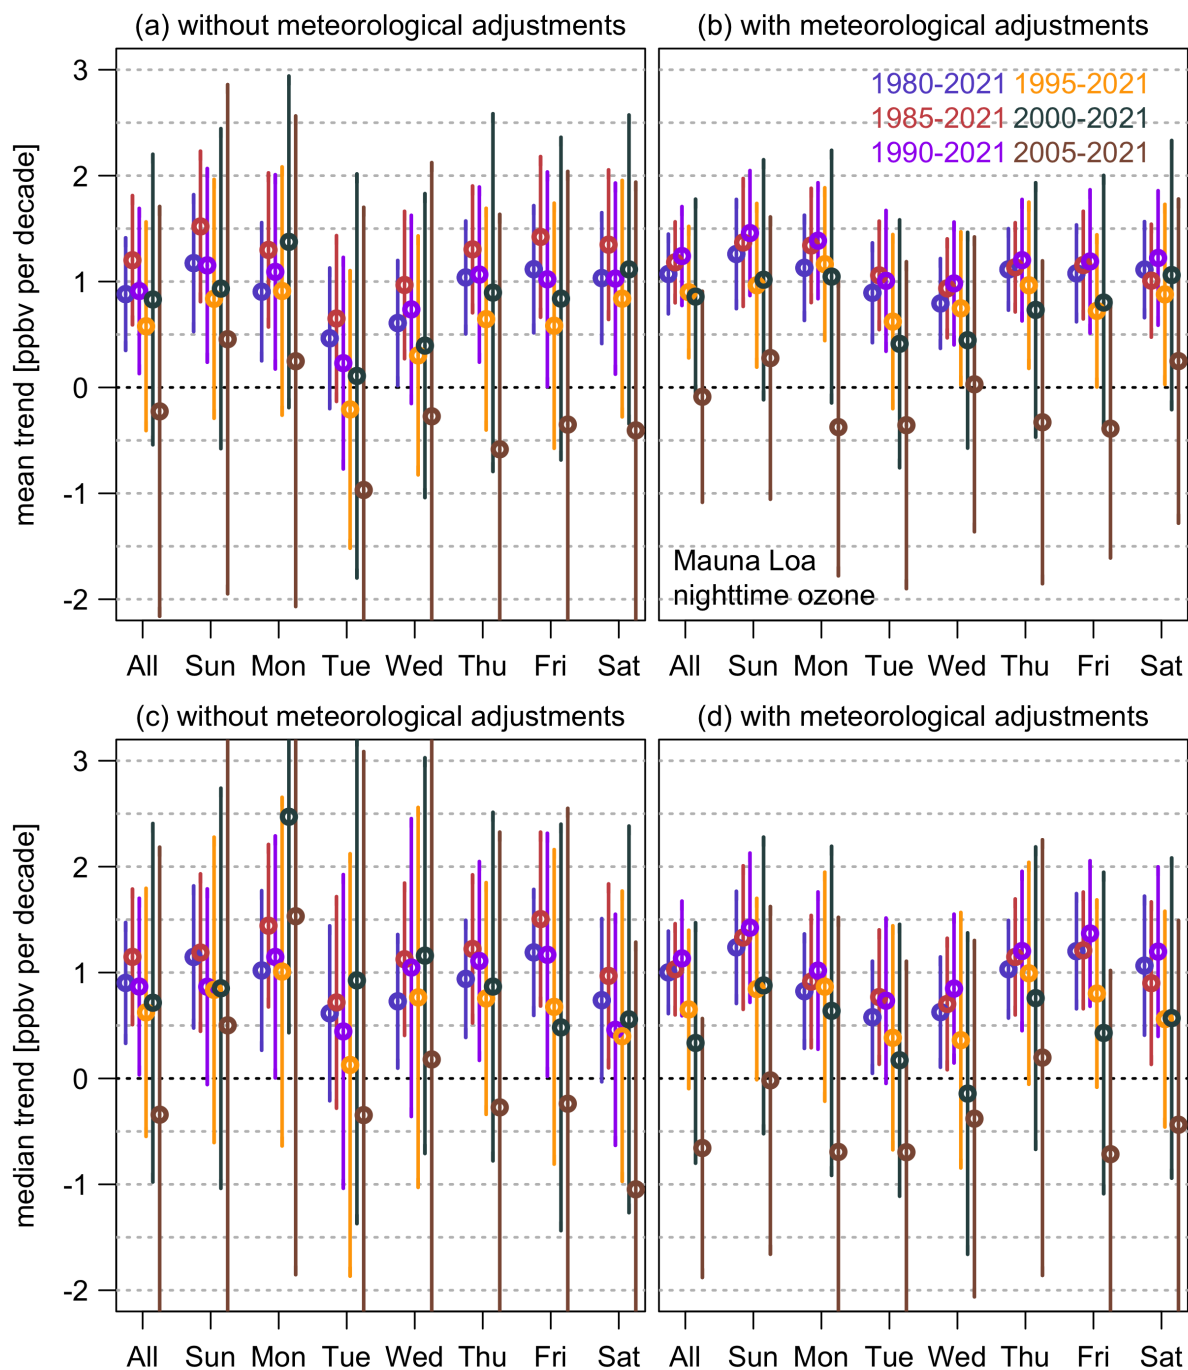 (a) without meteorological adjustments
(b) with meteorological adjustments
mean trend [ppbv per decade]
3
2
1
0
-1
-2
1980-2021 1995-2021
1985-2021 2000-2021
1990-2021 2005-2021
Mauna Loa
nighttime ozone
All Sun Mon Tue Wed Thu Fri Sat
All Sun Mon Tue Wed Thu Fri Sat
(c) without meteorological adjustments
(d) with meteorological adjustments
median trend [ppbv per decade]
3
2
1
0
-1
-2
All Sun Mon Tue Wed Thu Fri Sat
All Sun Mon Tue Wed Thu Fri Sat